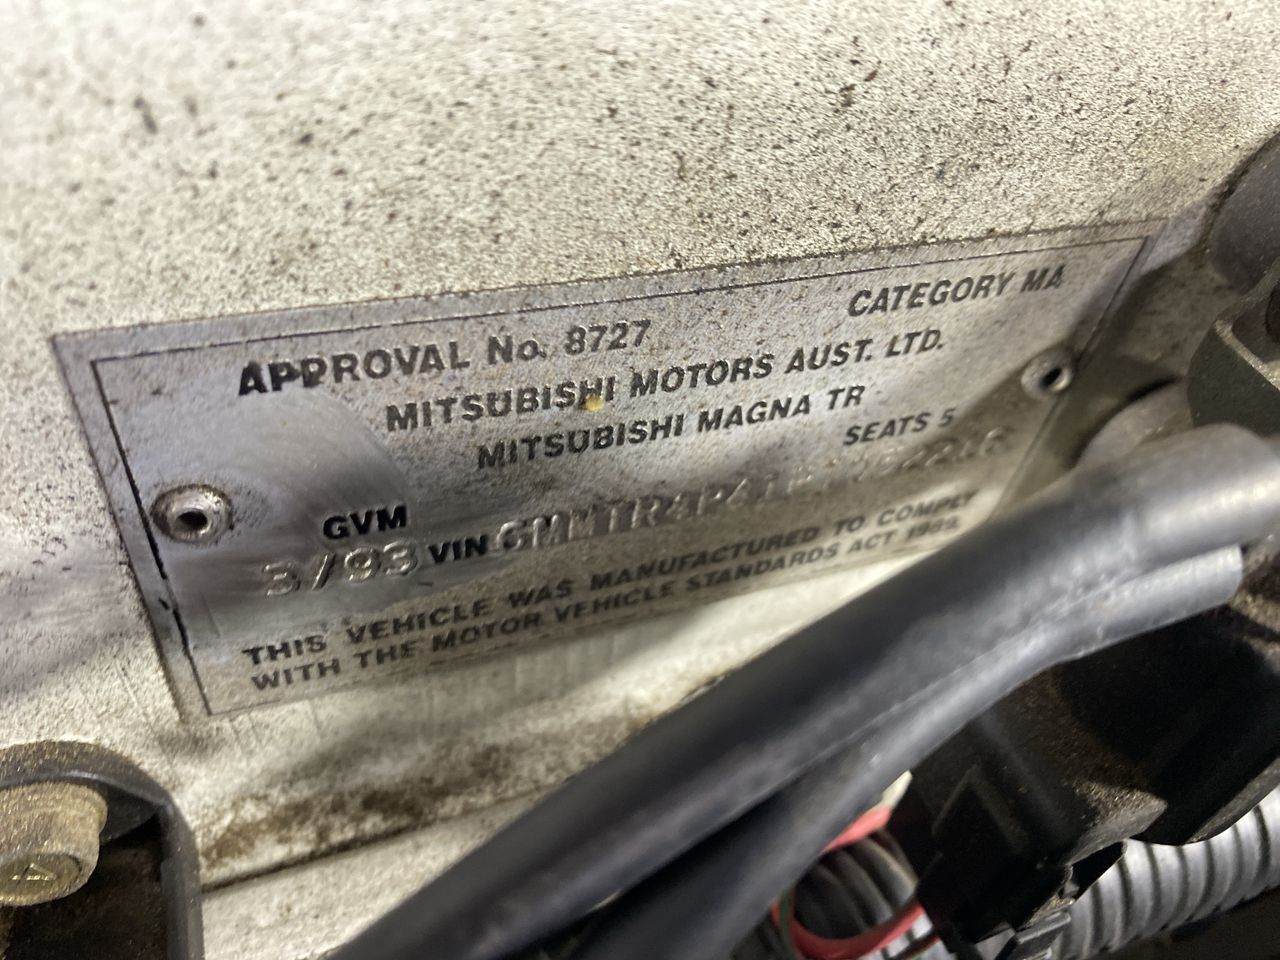 APPROVAL No. 8727 CATEGORY MA
MITSUBISHI MOTORS AUST. LTD.
MITSUBISHI MAGNA TR
GVM SEATS 5
3/93 VIN
THIS VEHICLE WAS MANUFACTURED TO COMPLY
WITH THE MOTOR VEHICLE STANDARDS ACT 1989.